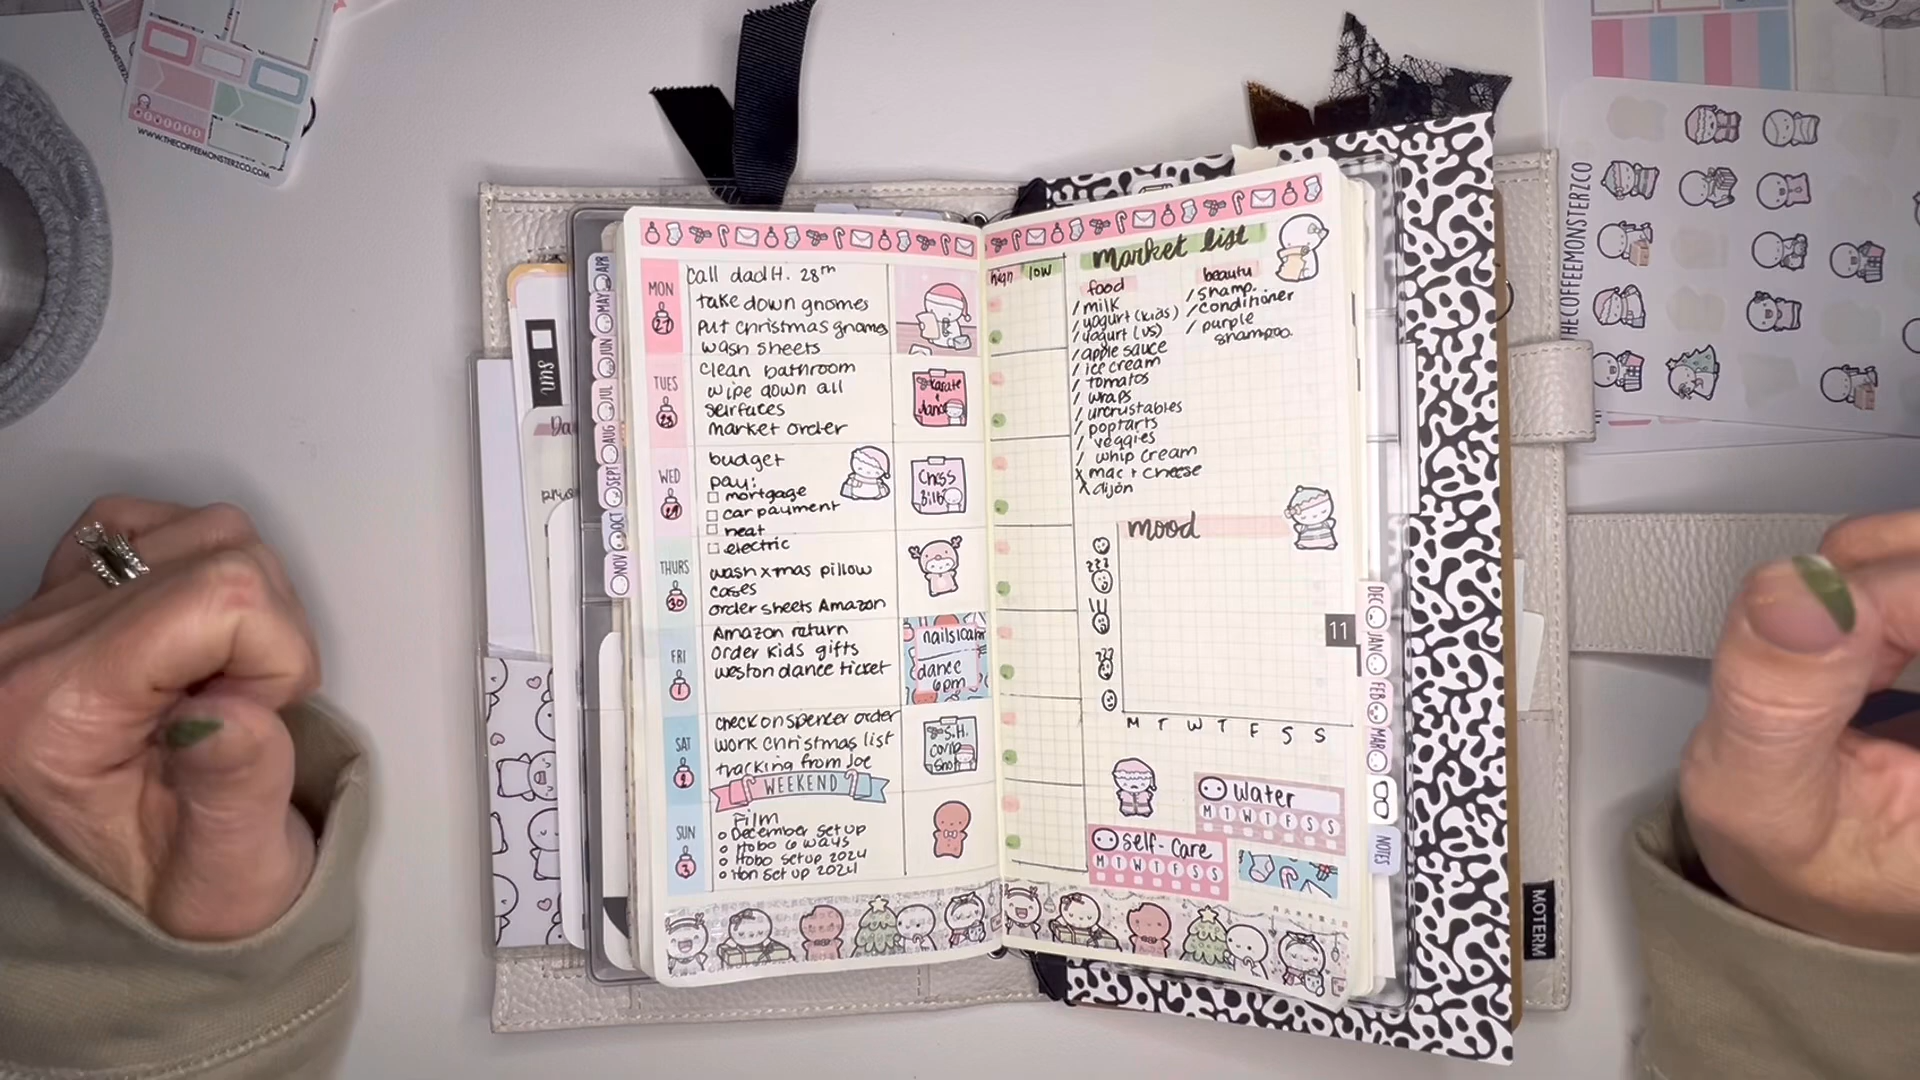 WWW.THECOFFEEMONSTERZCO.COM
THECOFFEEMONSTERZCO
APR
MAY
JUN
JUL
AUG
SEPT
OCT
NOV
sun
MON
27
call dad H. 28th
take down gnomes
put christmas gnomes
wash sheets
TUES
28
clean bathroom
wipe down all
surfaces
market order
karate
+
dance
WED
29
budget
pay:
mortgage
car payment
heat
electric
Chess
THURS
30
wash xmas pillow
cases
order sheets Amazon
FRI
1
Amazon return
order kids gifts
weston dance ticket
nails 10am
dance
6pm
SAT
2
check on spencer order
work christmas list
tracking from Joe
S.H.
comp
WEEKEND
SUN
3
Film
December set up
Hobo 6 ways
Hobo setup 2024
Hon set up 2024
high low
market list
food
/ milk
/ yogurt (kids)
/ yogurt (us)
/ apple sauce
/ ice cream
/ tomatos
/ wraps
/ uncrustables
/ poptarts
/ veggies
/ whip cream
x mac + cheese
x dijon
beauty
/ shamp.
/ conditioner
/ purple
shampoo.
mood
M T W T F S S
11
water
M T W T F S S
self-care
M T W T F S S
DEC
JAN
FEB
MAR
NOTES
MOTERM